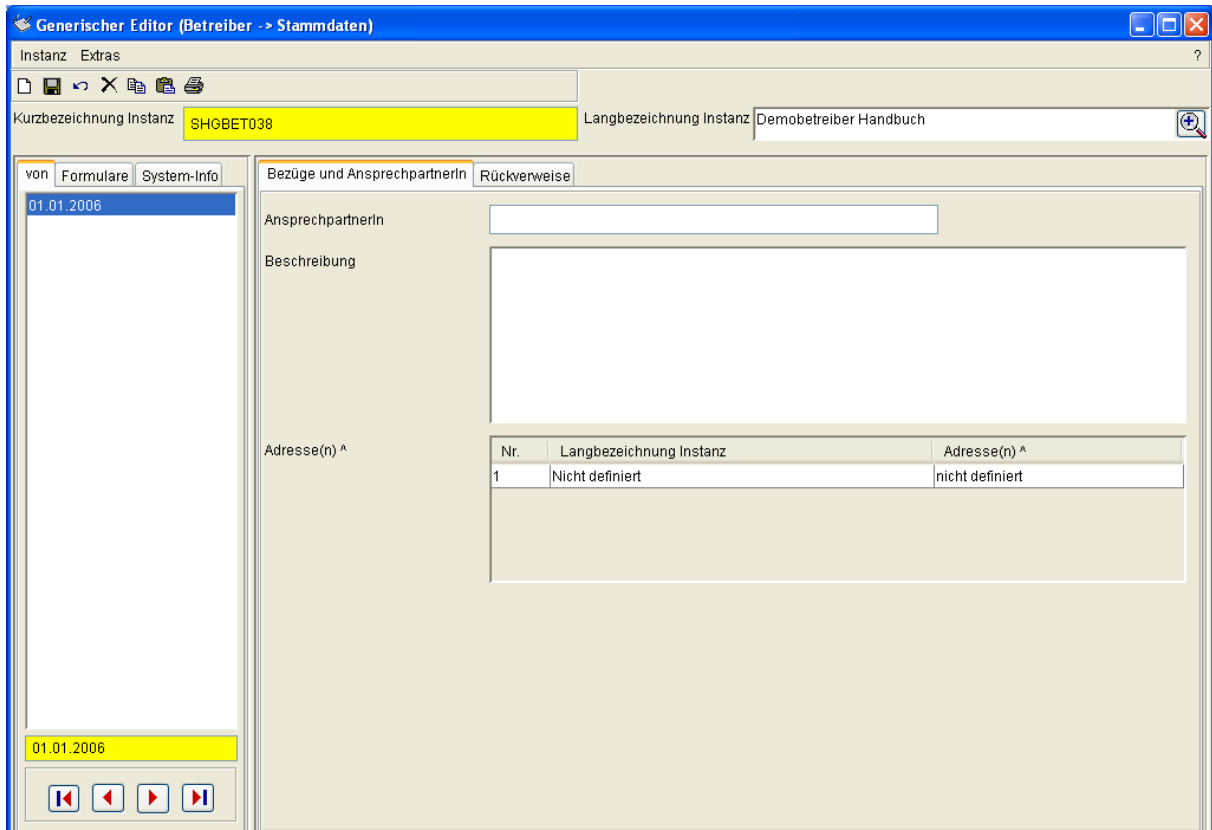 Generischer Editor (Betreiber -> Stammdaten)
Instanz Extras ?
Kurzbezeichnung Instanz SHGBET038 Langbezeichnung Instanz Demobetreiber Handbuch
von Formulare System-Info
01.01.2006
01.01.2006
Bezüge und AnsprechpartnerIn Rückverweise
AnsprechpartnerIn
Beschreibung
Adresse(n) ^
Nr. Langbezeichnung Instanz Adresse(n) ^
1 Nicht definiert nicht definiert